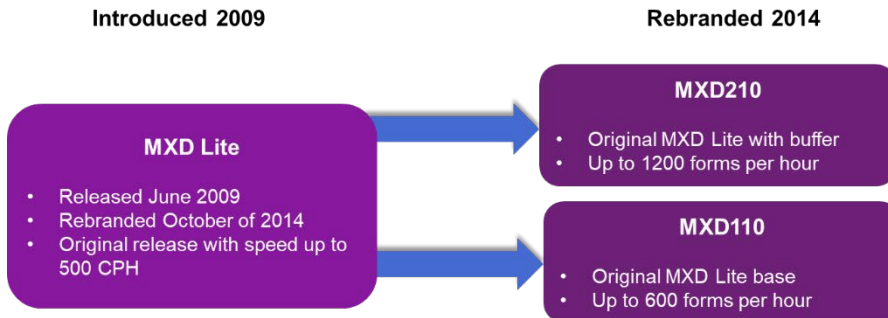 Introduced 2009
Rebranded 2014
MXD Lite
• Released June 2009
• Rebranded October of 2014
• Original release with speed up to
500 CPH
MXD210
• Original MXD Lite with buffer
• Up to 1200 forms per hour
MXD110
• Original MXD Lite base
• Up to 600 forms per hour